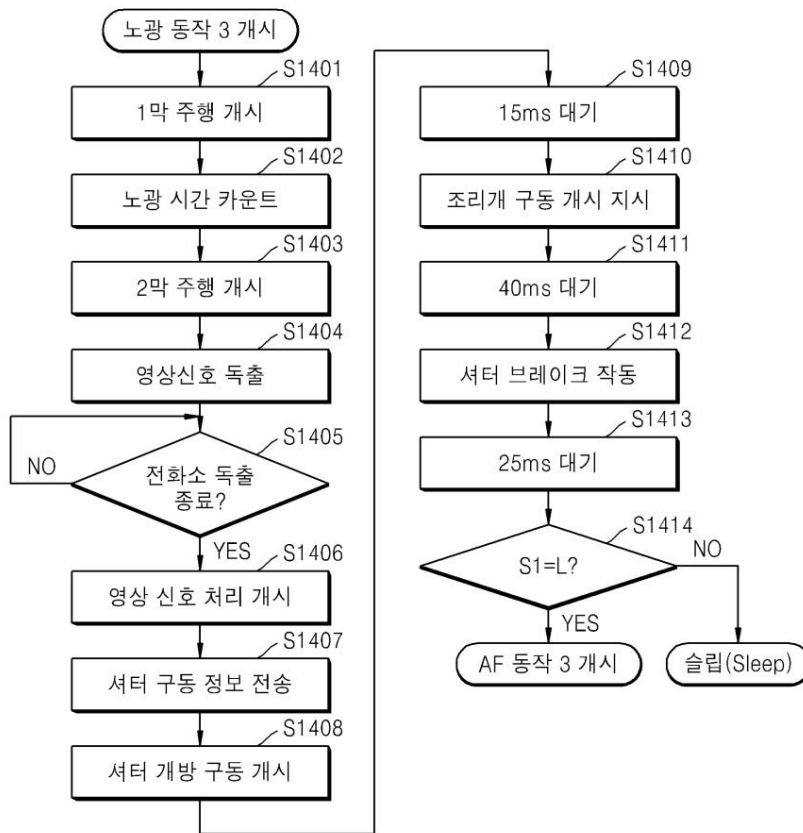 노광 동작 3 개시
S1401
1막 주행 개시
S1402
노광 시간 카운트
S1403
2막 주행 개시
S1404
영상신호 독출
S1405
전화소 독출
종료?
NO
YES
S1406
영상 신호 처리 개시
S1407
셔터 구동 정보 전송
S1408
셔터 개방 구동 개시
S1409
15ms 대기
S1410
조리개 구동 개시 지시
S1411
40ms 대기
S1412
셔터 브레이크 작동
S1413
25ms 대기
S1414
S1=L?
NO
YES
AF 동작 3 개시
슬립(Sleep)